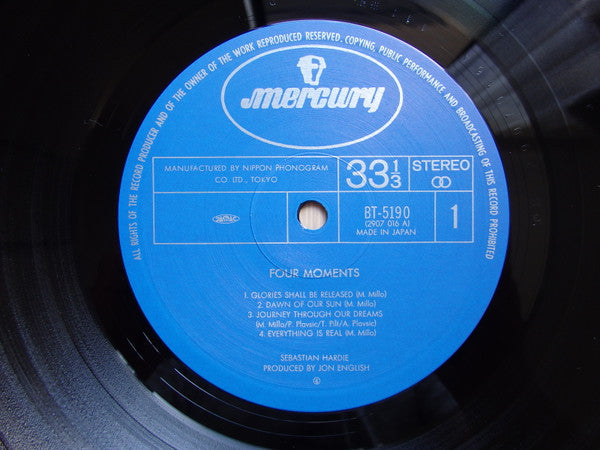 ALL RIGHTS OF THE RECORD PRODUCER AND OF THE OWNER OF THE WORK REPRODUCED RESERVED. COPYING, PUBLIC PERFORMANCE AND BROADCASTING OF THIS RECORD PROHIBITED
mercury
MANUFACTURED BY NIPPON PHONOGRAM
CO. LTD., TOKYO
33 1/3
STEREO
BT-5190
(2907 016 A)
MADE IN JAPAN
1
FOUR MOMENTS
1. GLORIES SHALL BE RELEASED (M. Millo)
2. DAWN OF OUR SUN (M. Millo)
3. JOURNEY THROUGH OUR DREAMS
(M. Millo/P. Plavsic/T. Pilt/A. Plavsic)
4. EVERYTHING IS REAL (M. Millo)
SEBASTIAN HARDIE
PRODUCED BY JON ENGLISH